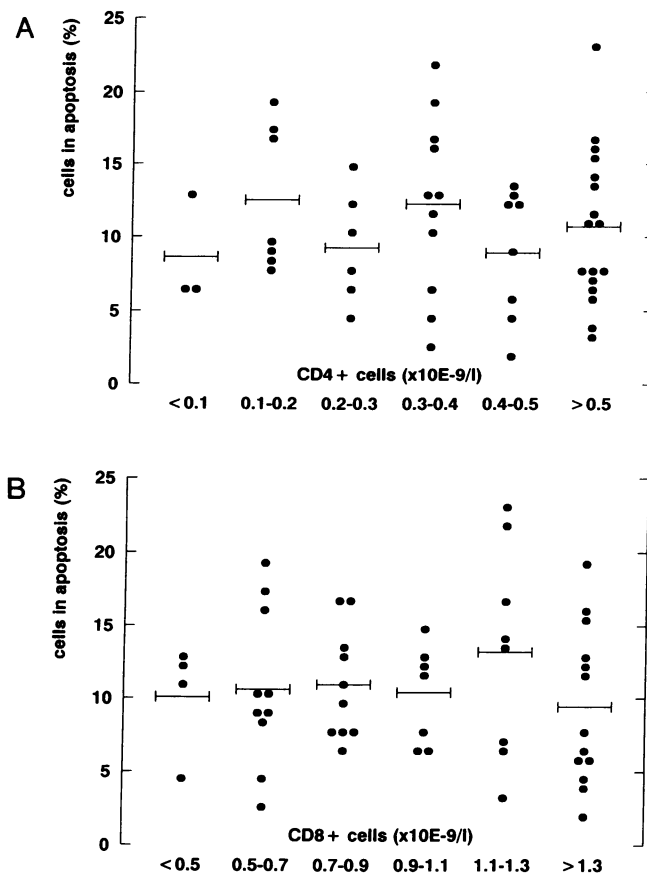 A
cells in apoptosis (%)
25
20
15
10
5
0
CD4+ cells (x10E-9/l)
<0.1 0.1-0.2 0.2-0.3 0.3-0.4 0.4-0.5 >0.5
B
cells in apoptosis (%)
25
20
15
10
5
0
CD8+ cells (x10E-9/l)
<0.5 0.5-0.7 0.7-0.9 0.9-1.1 1.1-1.3 >1.3